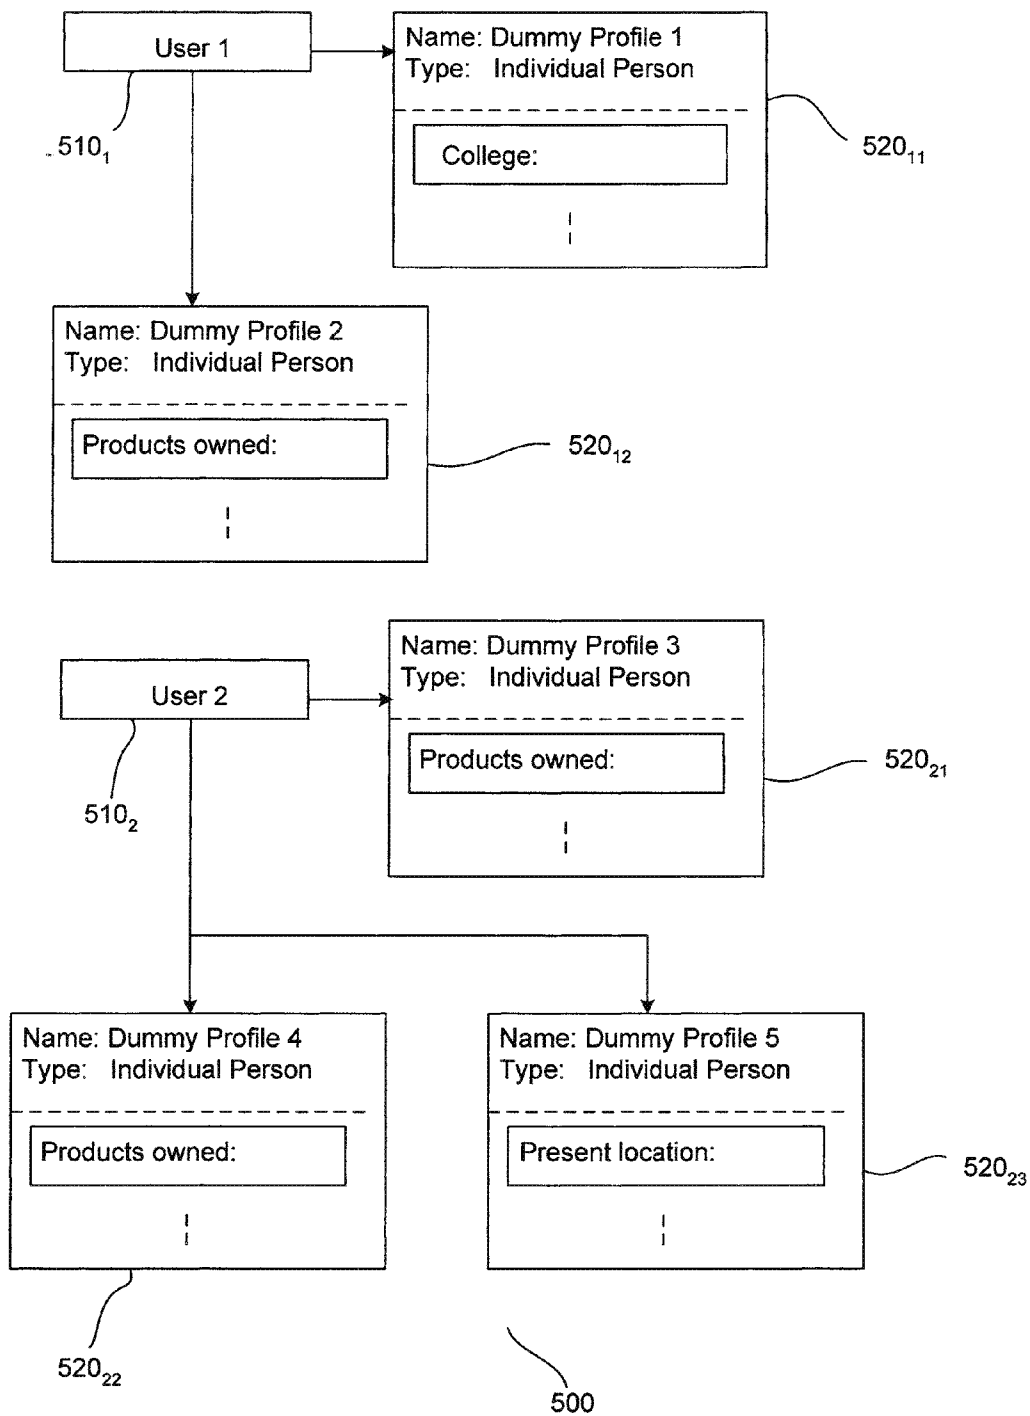 User 1
Name: Dummy Profile 1
Type: Individual Person
510₁
College:
520₁₁
Name: Dummy Profile 2
Type: Individual Person
Products owned:
520₁₂
Name: Dummy Profile 3
Type: Individual Person
User 2
Products owned:
520₂₁
510₂
Name: Dummy Profile 4
Type: Individual Person
Products owned:
Name: Dummy Profile 5
Type: Individual Person
Present location:
520₂₃
520₂₂
500